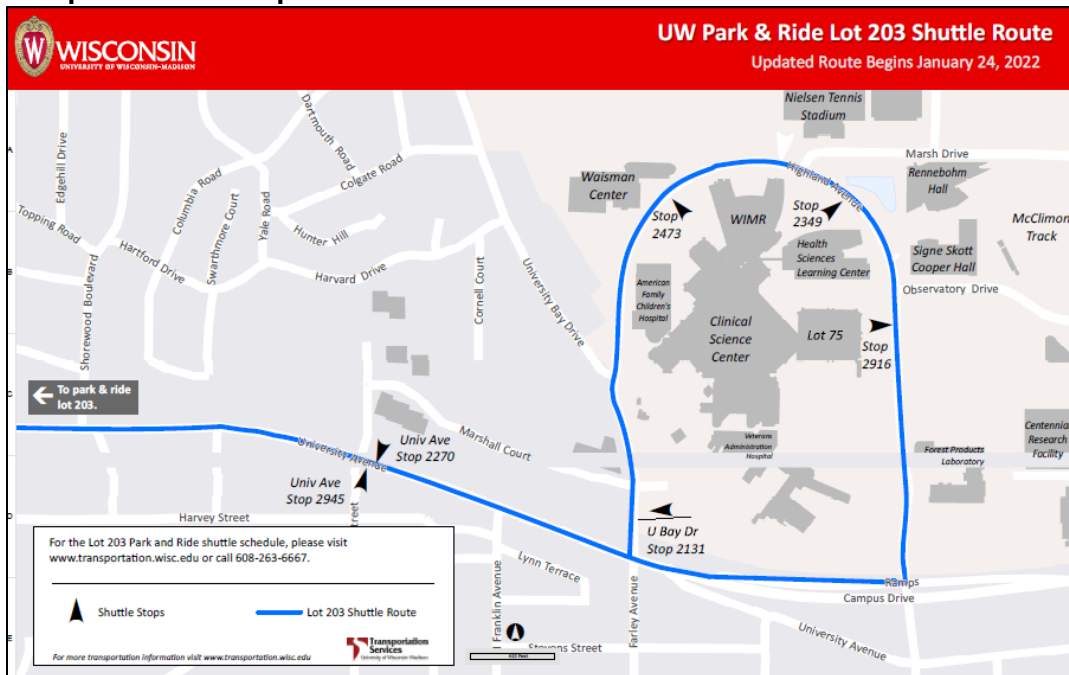 W
WISCONSIN
UNIVERSITY OF WISCONSIN–MADISON
UW Park & Ride Lot 203 Shuttle Route
Updated Route Begins January 24, 2022
Nielsen Tennis
Stadium
Marsh Drive
Rennebohm
Hall
Highland Avenue
Waisman
Center
Stop
2473
WIMR
Stop
2349
McClimon
Track
Health
Sciences
Learning Center
Signe Skott
Cooper Hall
Observatory Drive
American
Family
Children's
Hospital
Clinical
Science
Center
Lot 75
Stop
2916
Edgehill Drive
Dartmouth Road
Colgate Road
Columbia Road
Swarthmore Court
Yale Road
Topping Road
Hartford Drive
Hunter Hill
Harvard Drive
Shorewood Boulevard
Cornell Court
University Bay Drive
To park & ride
lot 203.
University Avenue
Univ Ave
Stop 2270
Marshall Court
Univ Ave
Stop 2945
Veterans
Administration
Hospital
Forest Products
Laboratory
Centennial
Research
Facility
Harvey Street
Street
U Bay Dr
Stop 2131
Lynn Terrace
Ramps
Campus Drive
University Avenue
Franklin Avenue
Farley Avenue
Stevens Street
A
B
C
D
E
For the Lot 203 Park and Ride shuttle schedule, please visit
www.transportation.wisc.edu or call 608-263-6667.
Shuttle Stops
Lot 203 Shuttle Route
Transportation
Services
University of Wisconsin-Madison
For more transportation information visit www.transportation.wisc.edu